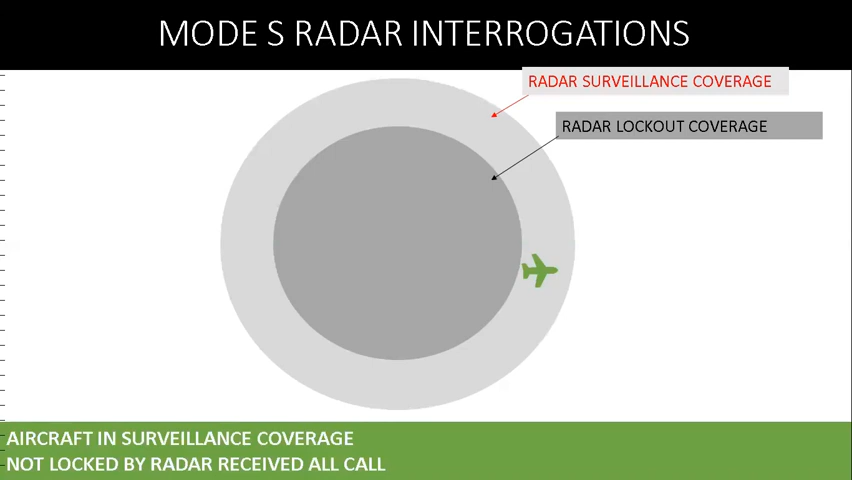 MODE S RADAR INTERROGATIONS
RADAR SURVEILLANCE COVERAGE
RADAR LOCKOUT COVERAGE
AIRCRAFT IN SURVEILLANCE COVERAGE
NOT LOCKED BY RADAR RECEIVED ALL CALL